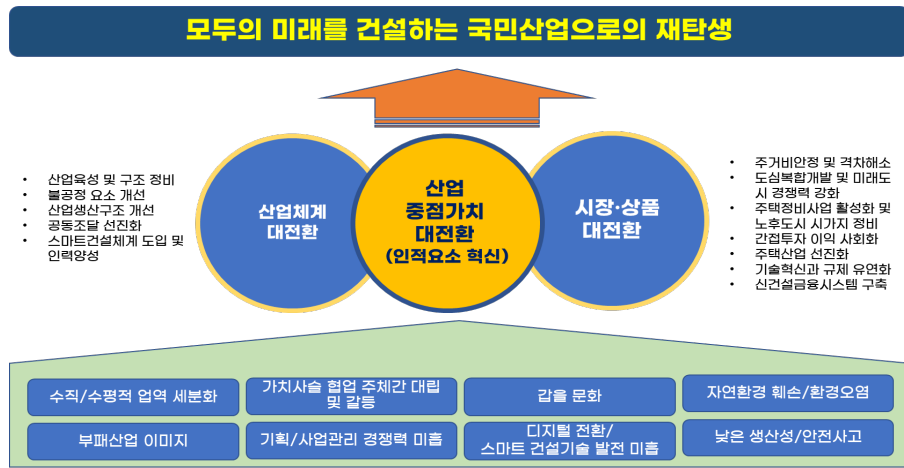 모두의 미래를 건설하는 국민산업으로의 재탄생
• 산업육성 및 구조 정비
• 불공정 요소 개선
• 산업생산구조 개선
• 공동조달 선진화
• 스마트건설체계 도입 및
인력양성
산업체계
대전환
산업
중점가치
대전환
(인적요소 혁신)
시장·상품
대전환
• 주거비안정 및 격차해소
• 도심복합개발 및 미래도
시 경쟁력 강화
• 주택정비사업 활성화 및
노후도시 시가지 정비
• 간접투자 이익 사회화
• 주택산업 선진화
• 기술혁신과 규제 유연화
• 신건설금융시스템 구축
수직/수평적 업역 세분화
가치사슬 협업 주체간 대립
및 갈등
갑을 문화
자연환경 훼손/환경오염
부패산업 이미지
기획/사업관리 경쟁력 미흡
디지털 전환/
스마트 건설기술 발전 미흡
낮은 생산성/안전사고